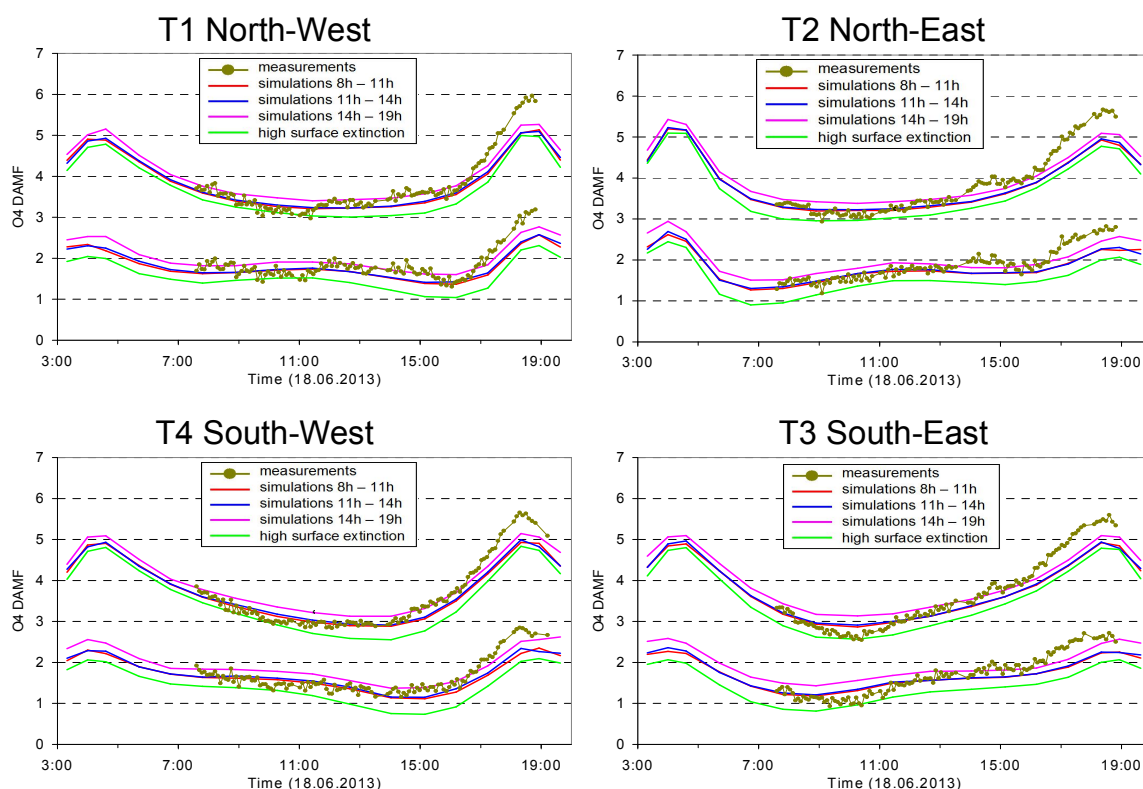 T1 North-West
7
6
5
4
3
2
1
0
O4 DAMF
measurements
simulations 8h – 11h
simulations 11h – 14h
simulations 14h – 19h
high surface extinction
3:00 7:00 11:00 15:00 19:00
Time (18.06.2013)
T2 North-East
7
6
5
4
3
2
1
0
O4 DAMF
measurements
simulations 8h – 11h
simulations 11h – 14h
simulations 14h – 19h
high surface extinction
3:00 7:00 11:00 15:00 19:00
Time (18.06.2013)
T4 South-West
7
6
5
4
3
2
1
0
O4 DAMF
measurements
simulations 8h – 11h
simulations 11h – 14h
simulations 14h – 19h
high surface extinction
3:00 7:00 11:00 15:00 19:00
Time (18.06.2013)
T3 South-East
7
6
5
4
3
2
1
0
O4 DAMF
measurements
simulations 8h – 11h
simulations 11h – 14h
simulations 14h – 19h
high surface extinction
3:00 7:00 11:00 15:00 19:00
Time (18.06.2013)